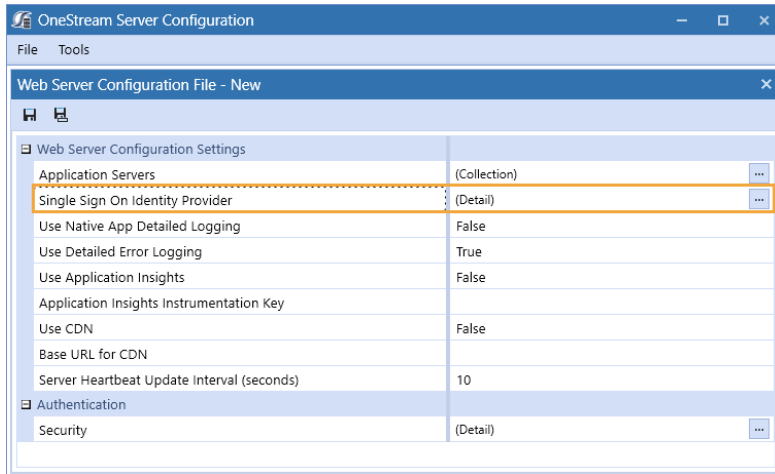 OneStream Server Configuration
File Tools
Web Server Configuration File - New
Web Server Configuration Settings
Application Servers (Collection) ...
Single Sign On Identity Provider (Detail) ...
Use Native App Detailed Logging False
Use Detailed Error Logging True
Use Application Insights False
Application Insights Instrumentation Key
Use CDN False
Base URL for CDN
Server Heartbeat Update Interval (seconds) 10
Authentication
Security (Detail) ...